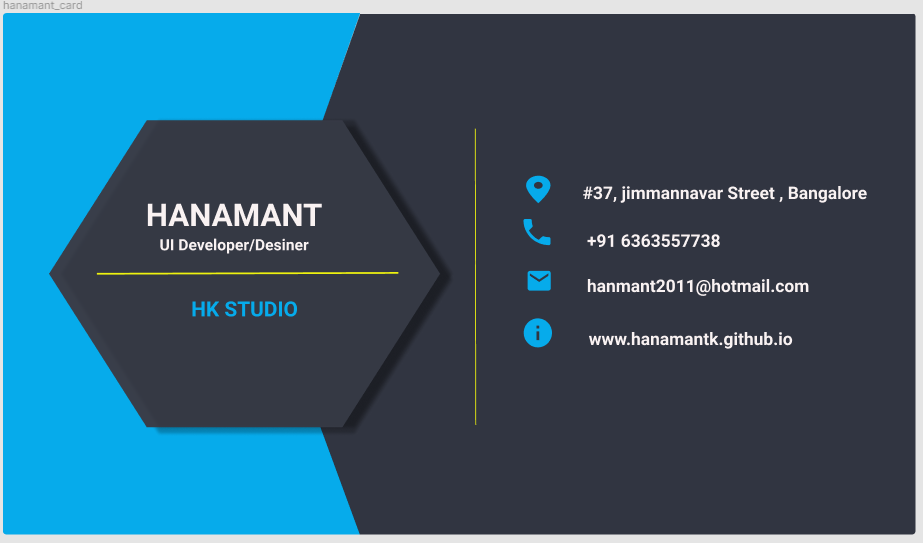 hanamant_card
HANAMANT
UI Developer/Desiner
HK STUDIO
#37, jimmannavar Street , Bangalore
+91 6363557738
hanmant2011@hotmail.com
www.hanamantk.github.io